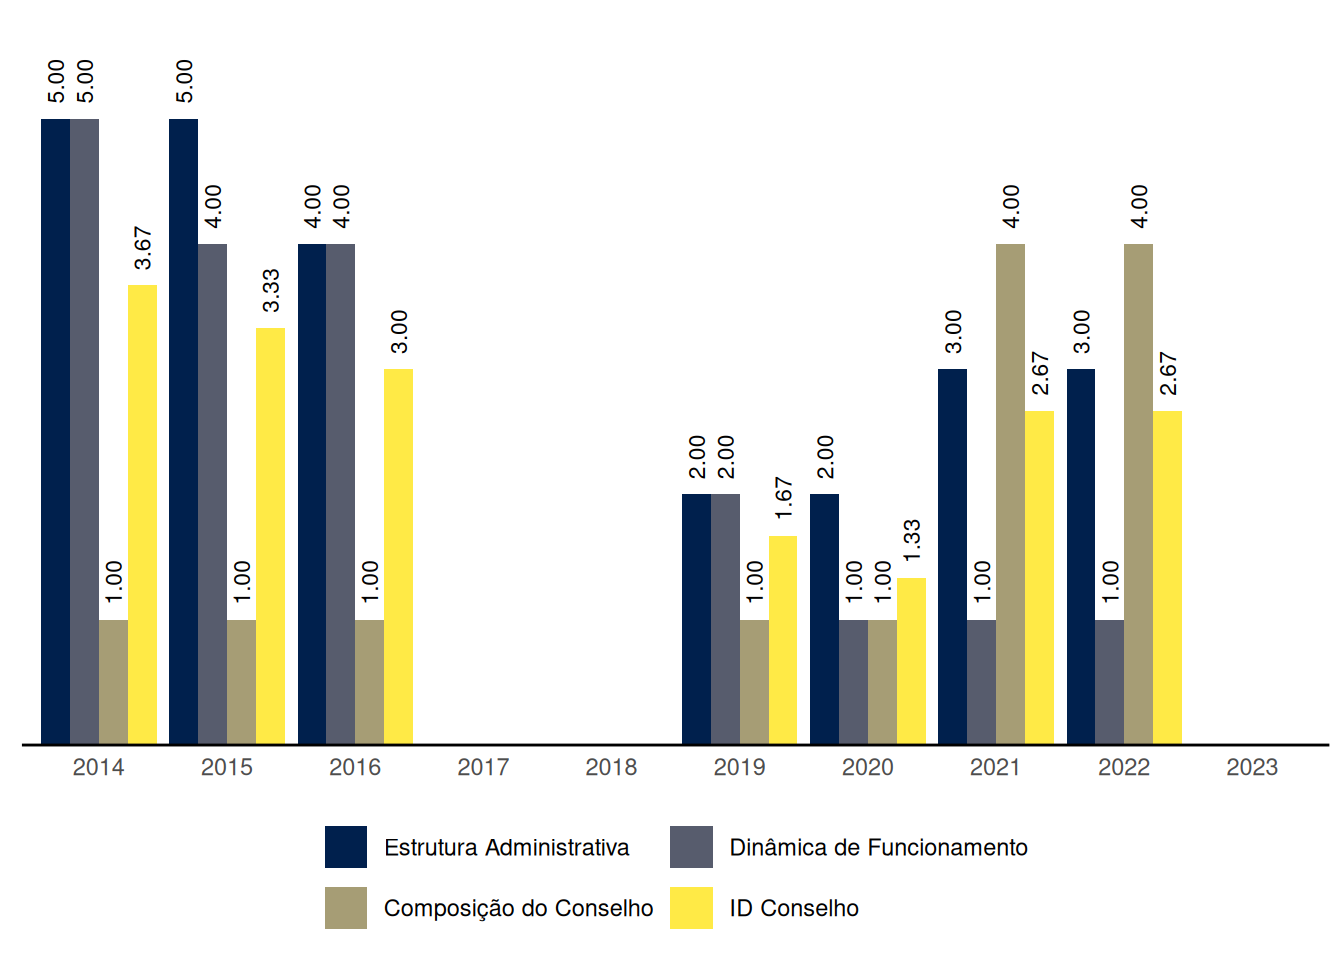 5.00 5.00 1.00 3.67
5.00 4.00 1.00 3.33
4.00 4.00 1.00 3.00
2.00 2.00 1.00 1.67
2.00 1.00 1.00 1.33
3.00 1.00 4.00 2.67
3.00 1.00 4.00 2.67
2014 2015 2016 2017 2018 2019 2020 2021 2022 2023
Estrutura Administrativa Dinâmica de Funcionamento
Composição do Conselho ID Conselho